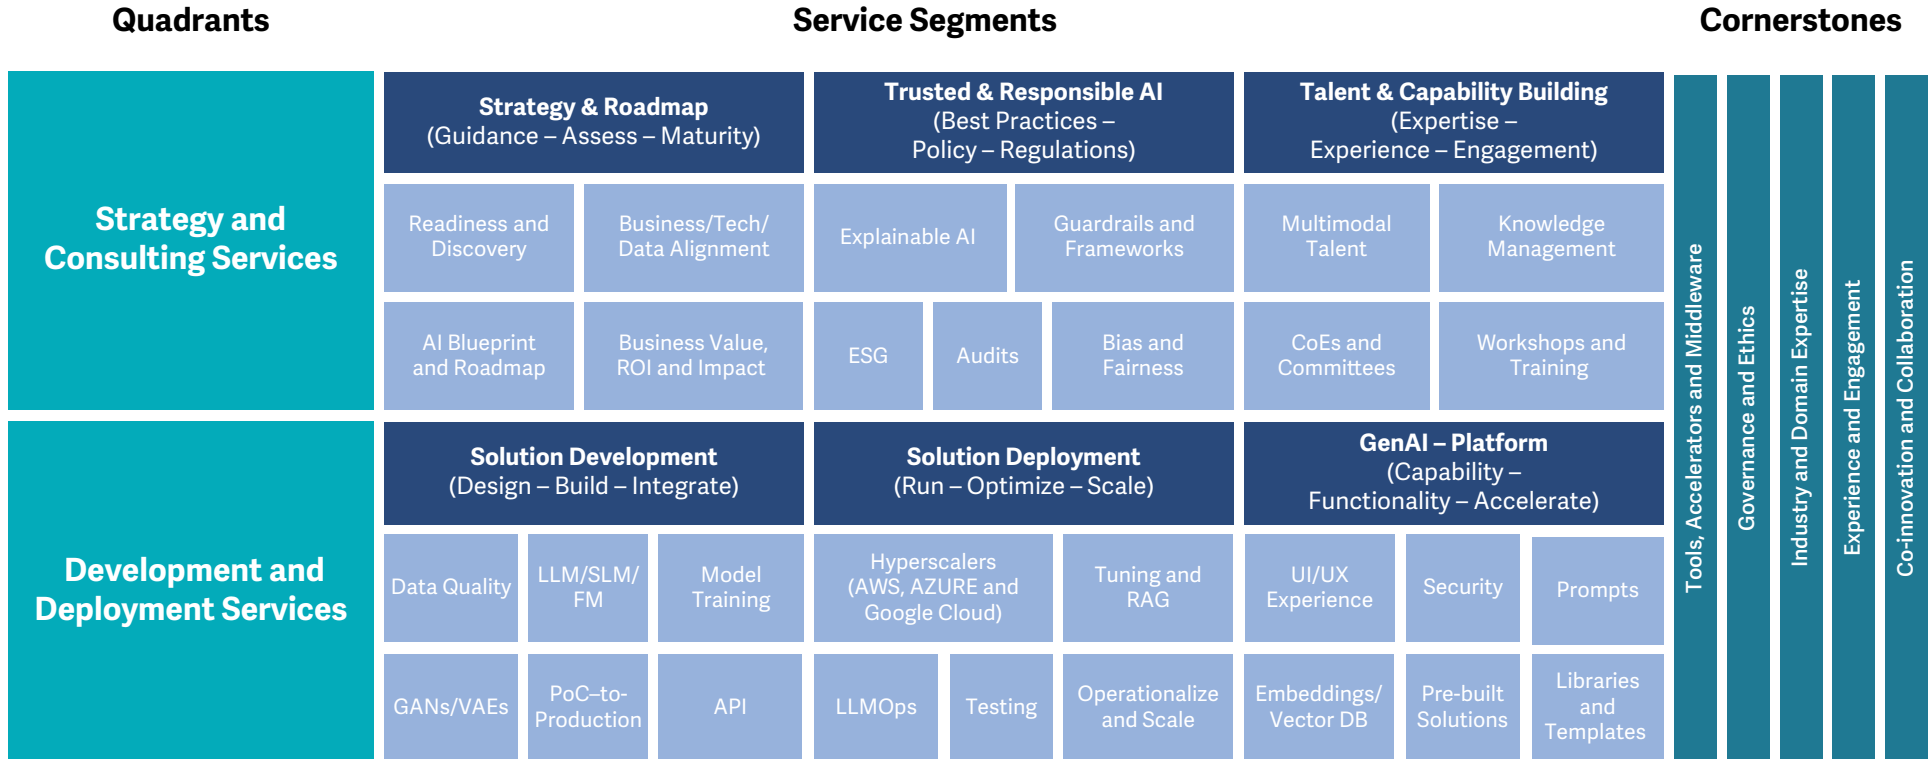 Quadrants
Service Segments
Cornerstones
Strategy and
Consulting Services
Strategy & Roadmap
(Guidance – Assess – Maturity)
Readiness and
Discovery
Business/Tech/
Data Alignment
AI Blueprint
and Roadmap
Business Value,
ROI and Impact
Trusted & Responsible AI
(Best Practices –
Policy – Regulations)
Explainable AI
Guardrails and
Frameworks
ESG
Audits
Bias and
Fairness
Talent & Capability Building
(Expertise –
Experience – Engagement)
Multimodal
Talent
Knowledge
Management
CoEs and
Committees
Workshops and
Training
Development and
Deployment Services
Solution Development
(Design – Build – Integrate)
Data Quality
LLM/SLM/
FM
Model
Training
GANs/VAEs
PoC–to-
Production
API
Solution Deployment
(Run – Optimize – Scale)
Hyperscalers
(AWS, AZURE and
Google Cloud)
Tuning and
RAG
LLMOps
Testing
Operationalize
and Scale
GenAI – Platform
(Capability –
Functionality – Accelerate)
UI/UX
Experience
Security
Prompts
Embeddings/
Vector DB
Pre-built
Solutions
Libraries
and
Templates
Tools, Accelerators and Middleware
Governance and Ethics
Industry and Domain Expertise
Experience and Engagement
Co-innovation and Collaboration